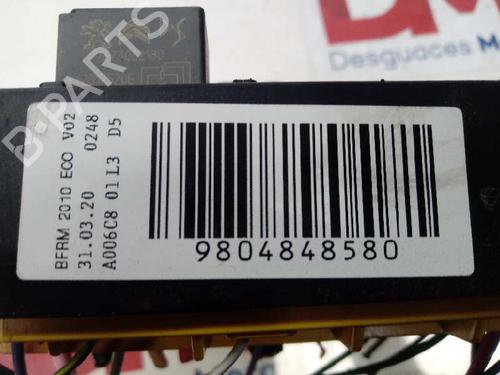 B-PARTS
Desguaces
BFRM 2010 ECO V02
31.03.20 0248
A006C8 01L3 D5
9804848580